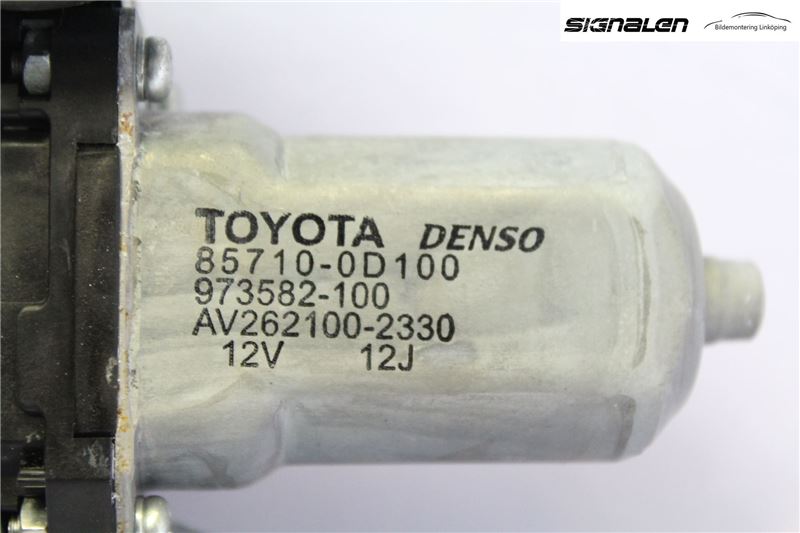 SIGNALEN
Bildemontering Linköping
TOYOTA DENSO
85710-0D100
973582-100
AV262100-2330
12V 12J